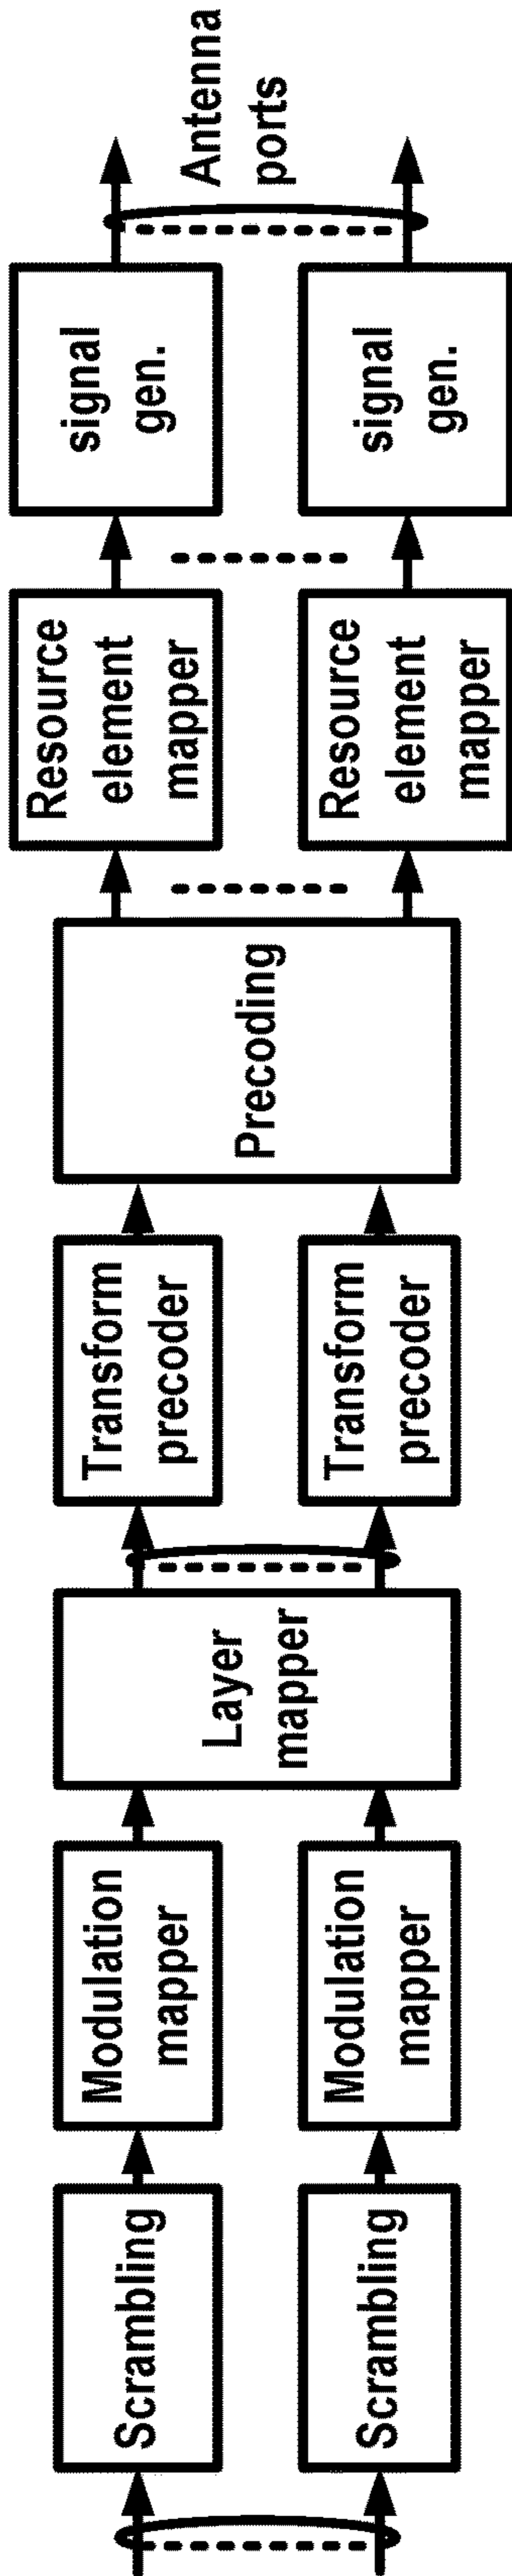 Scrambling
Scrambling
Modulation
mapper
Modulation
mapper
Layer
mapper
Transform
precoder
Transform
precoder
Precoding
Resource
element
mapper
Resource
element
mapper
signal
gen.
signal
gen.
Antenna
ports